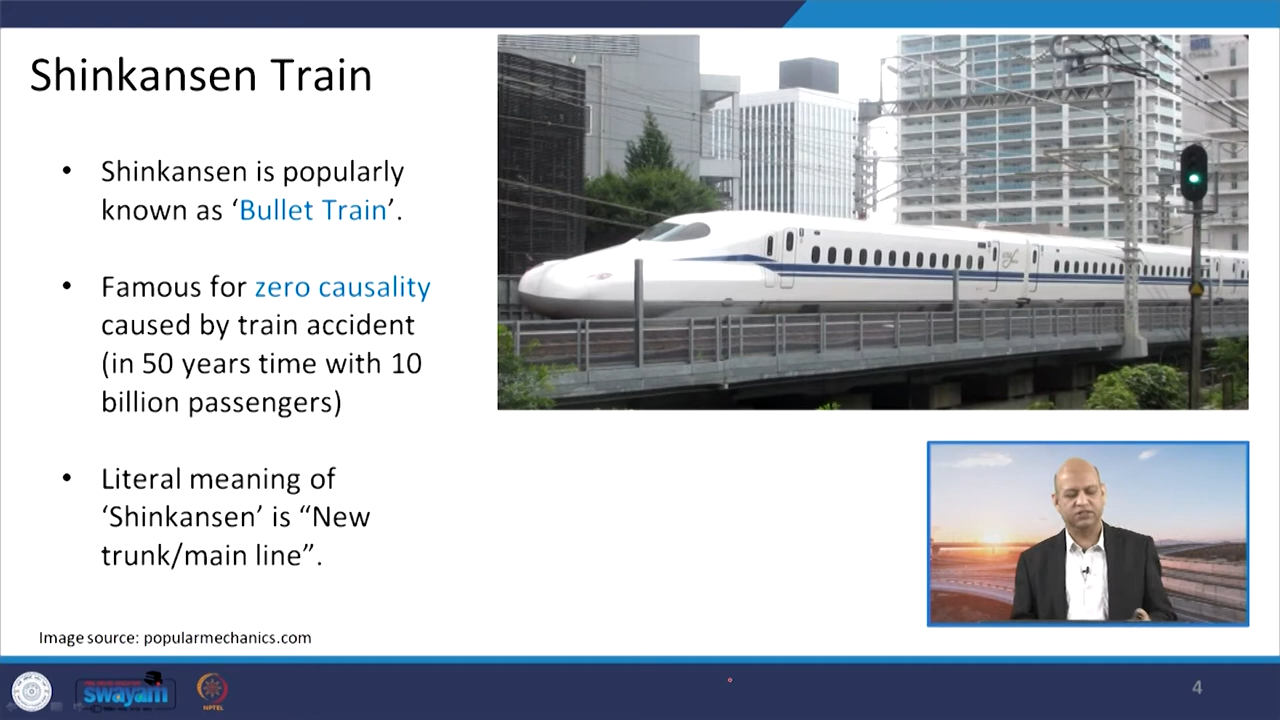 Shinkansen Train
• Shinkansen is popularly
known as ‘Bullet Train’.
• Famous for zero causality
caused by train accident
(in 50 years time with 10
billion passengers)
• Literal meaning of
‘Shinkansen’ is “New
trunk/main line”.
Image source: popularmechanics.com
swayam
NPTEL
4